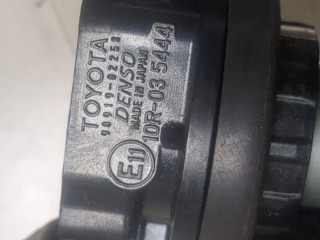 TOYOTA
90919-02258
DENSO
MADE IN JAPAN
10R-03 5444
E11